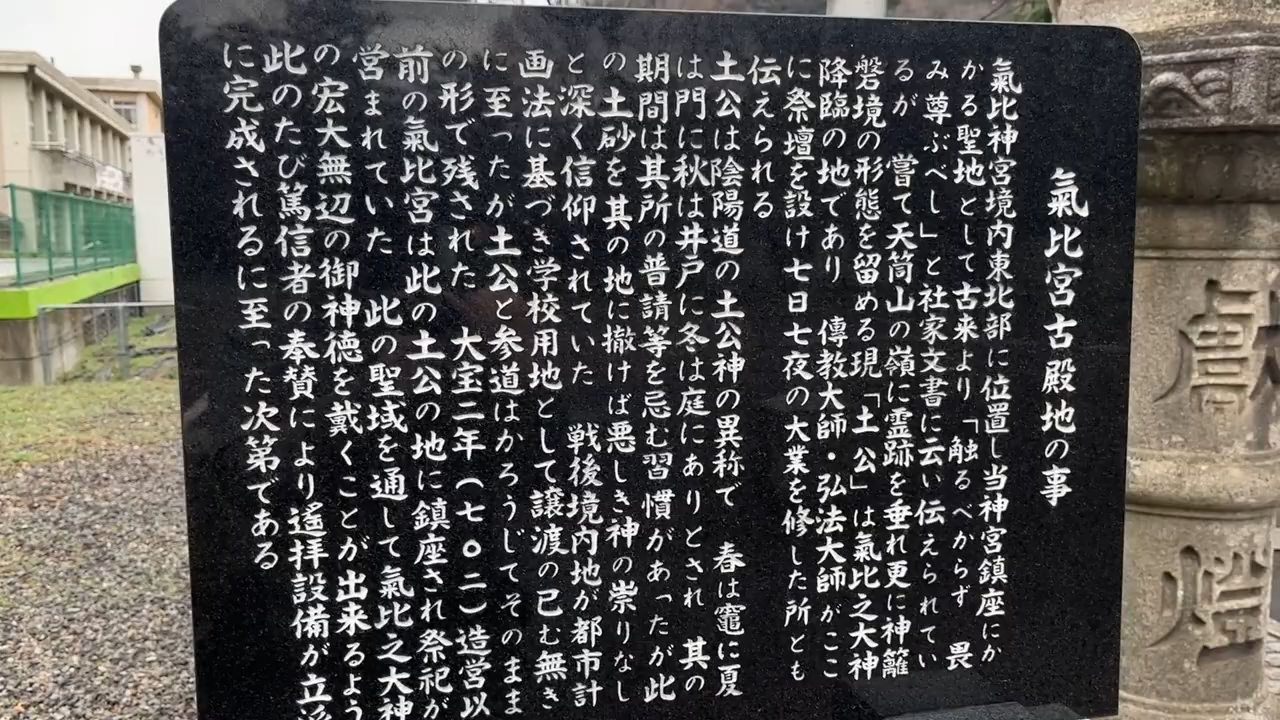 氣比宮古殿地の事
氣比神宮境内東北部に位置し当神宮鎮座にか
かる聖地として古来より「触るべからず　畏
み尊ぶべし」と社家文書に云い伝えられてい
るが　嘗て天筒山の嶺に霊跡を垂れ更に神籬
磐境の形態を留める現「土公」は氣比之大神
降臨の地であり　傳教大師・弘法大師がここ
に祭壇を設け七日七夜の大業を修した所とも
伝えられる
土公は陰陽道の土公神の異称で　春は竈に夏
は門に秋は井戸に冬は庭にありとされ　其の
期間は其所の普請等を忌む習慣があったが此
の土砂を其の地に撤けば悪しき神の崇りなし
と深く信仰されていた　戦後境内地が都市計
画法に基づき学校用地として譲渡の已む無き
に至ったが土公と参道はかろうじてそのまま
の形で残された　大宝二年（七〇二）造営以
前の氣比宮は此の土公の地に鎮座され祭祀が
営まれていた　此の聖域を通して氣比之大神
の宏大無辺の御神徳を戴くことが出来るよう
此のたび篤信者の奉賛により遙拝設備が立派
に完成されるに至った次第である
獻
燈